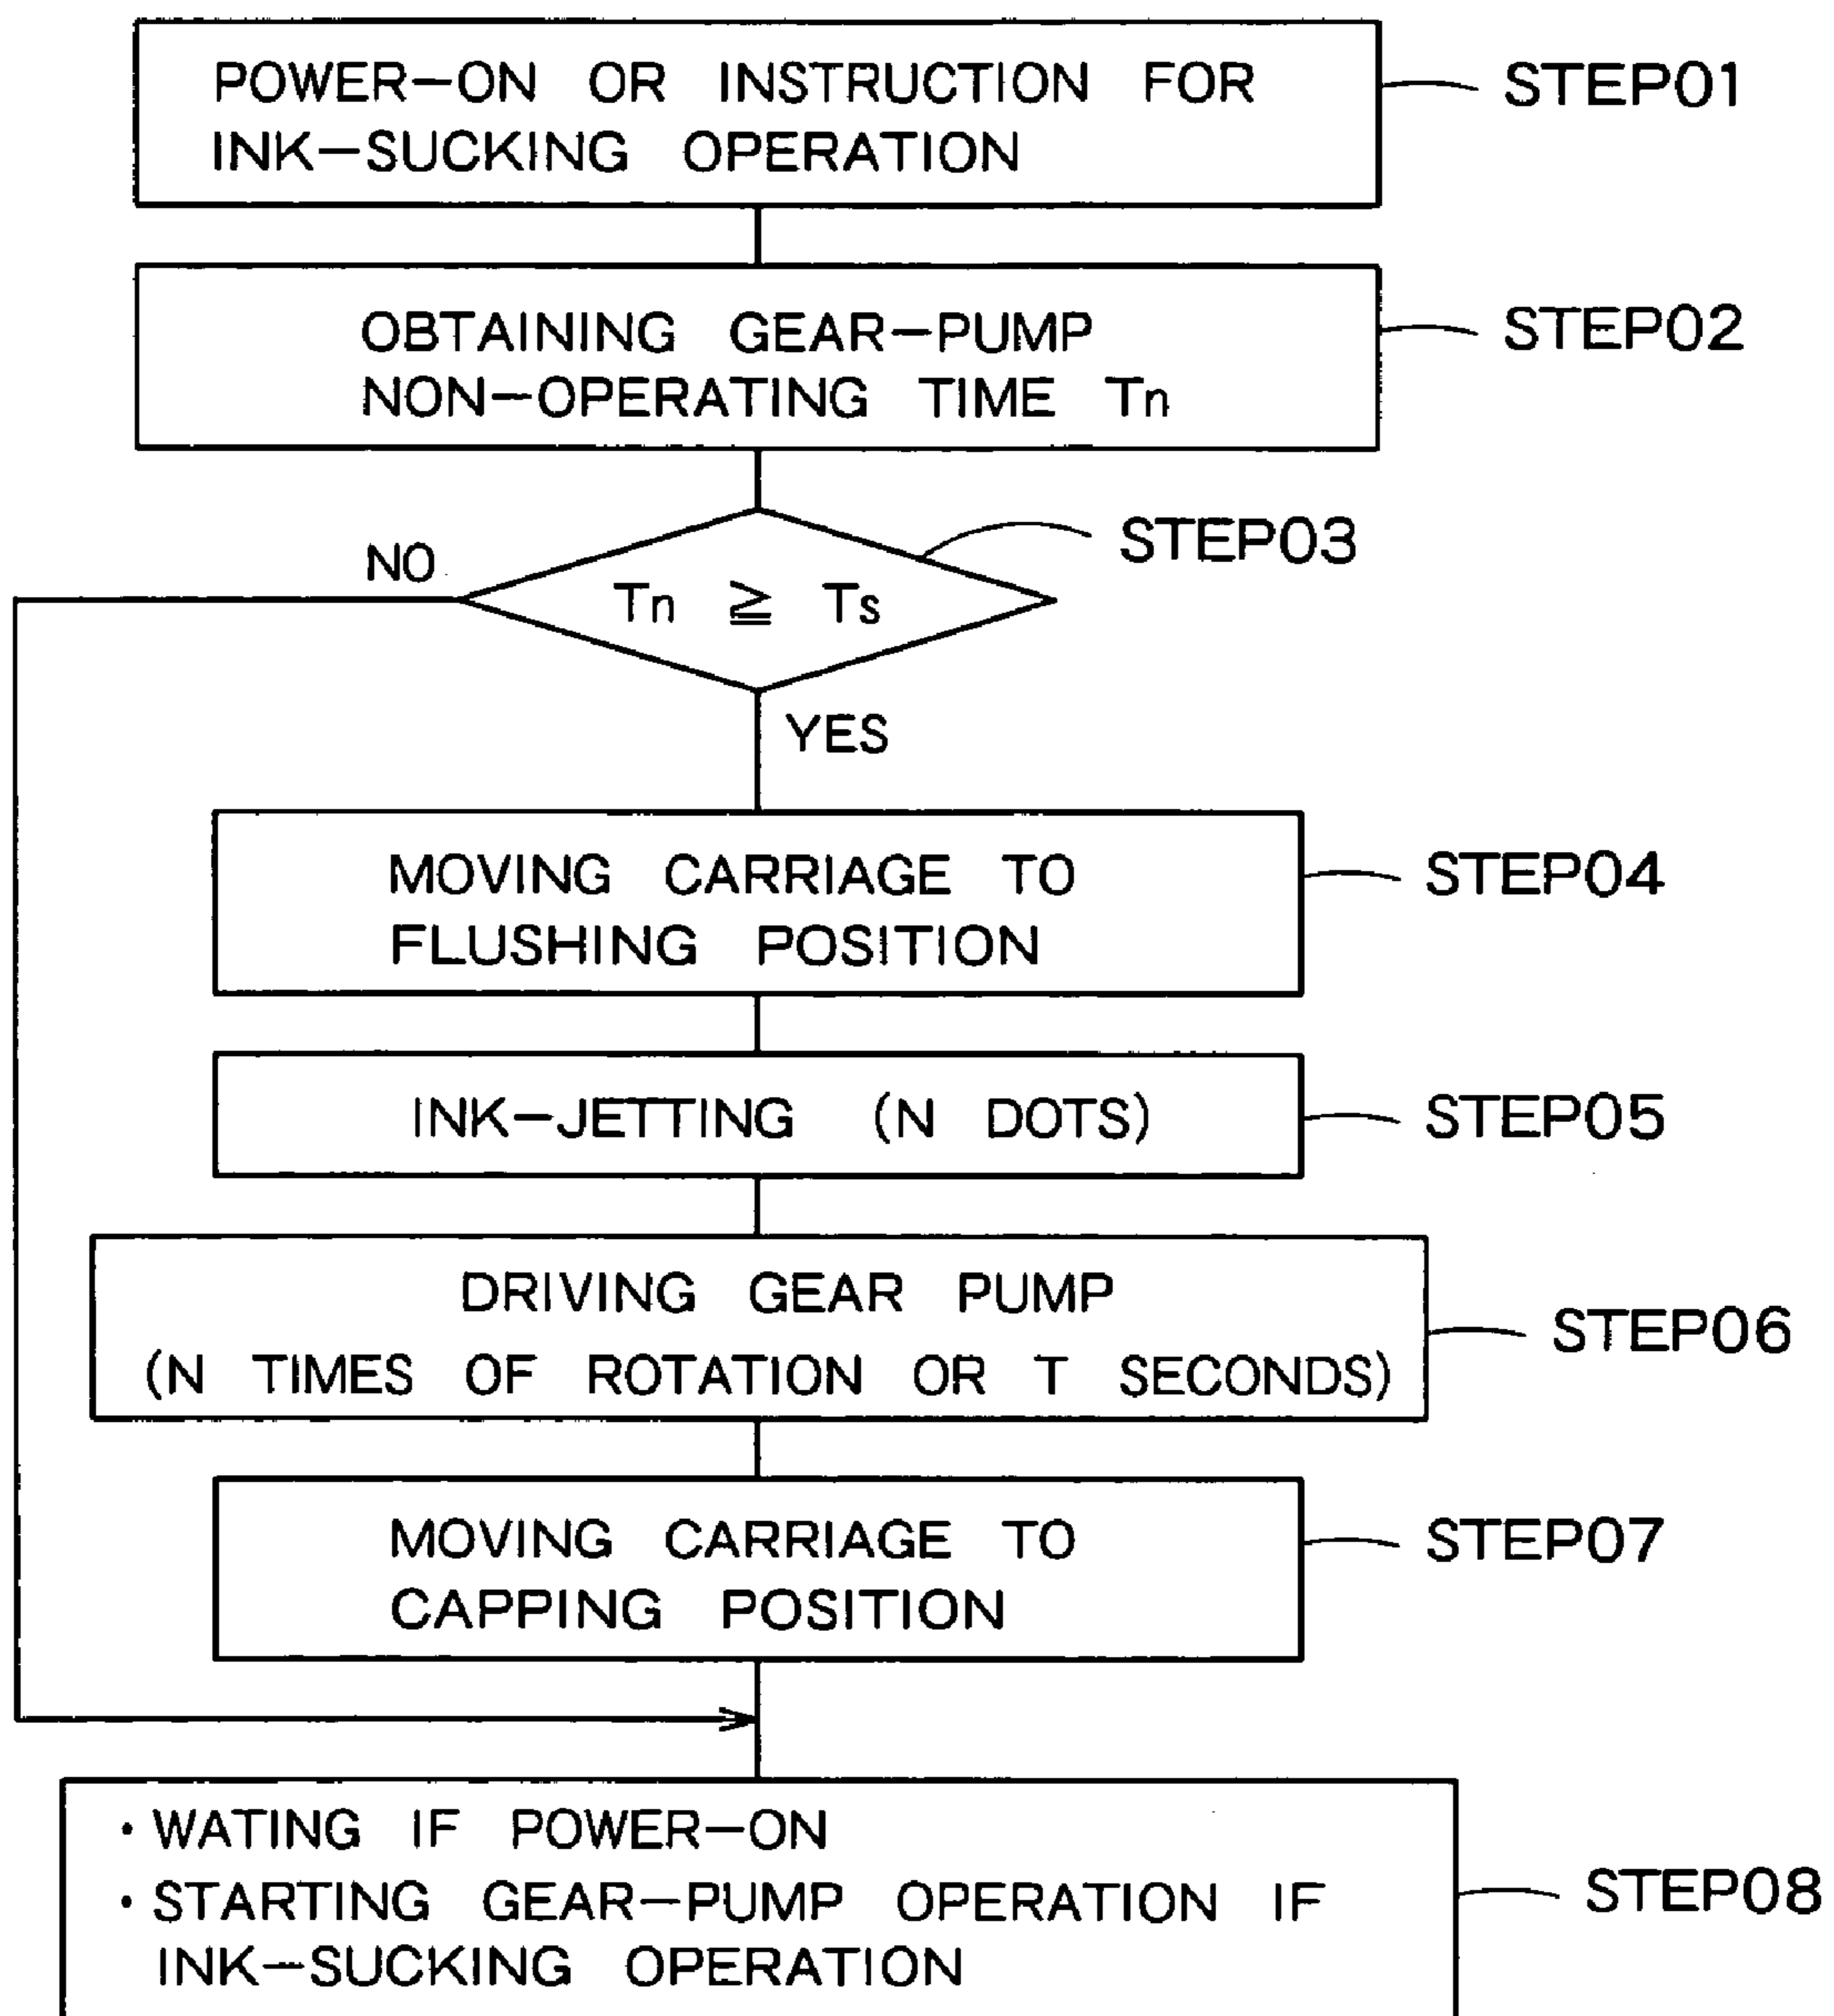 POWER-ON OR INSTRUCTION FOR
INK-SUCKING OPERATION
STEP01
OBTAINING GEAR-PUMP
NON-OPERATING TIME Tn
STEP02
STEP03
NO
Tn ≧ Ts
YES
MOVING CARRIAGE TO
FLUSHING POSITION
STEP04
INK-JETTING (N DOTS)
STEP05
DRIVING GEAR PUMP
(N TIMES OF ROTATION OR T SECONDS)
STEP06
MOVING CARRIAGE TO
CAPPING POSITION
STEP07
・WATING IF POWER-ON
・STARTING GEAR-PUMP OPERATION IF
INK-SUCKING OPERATION
STEP08